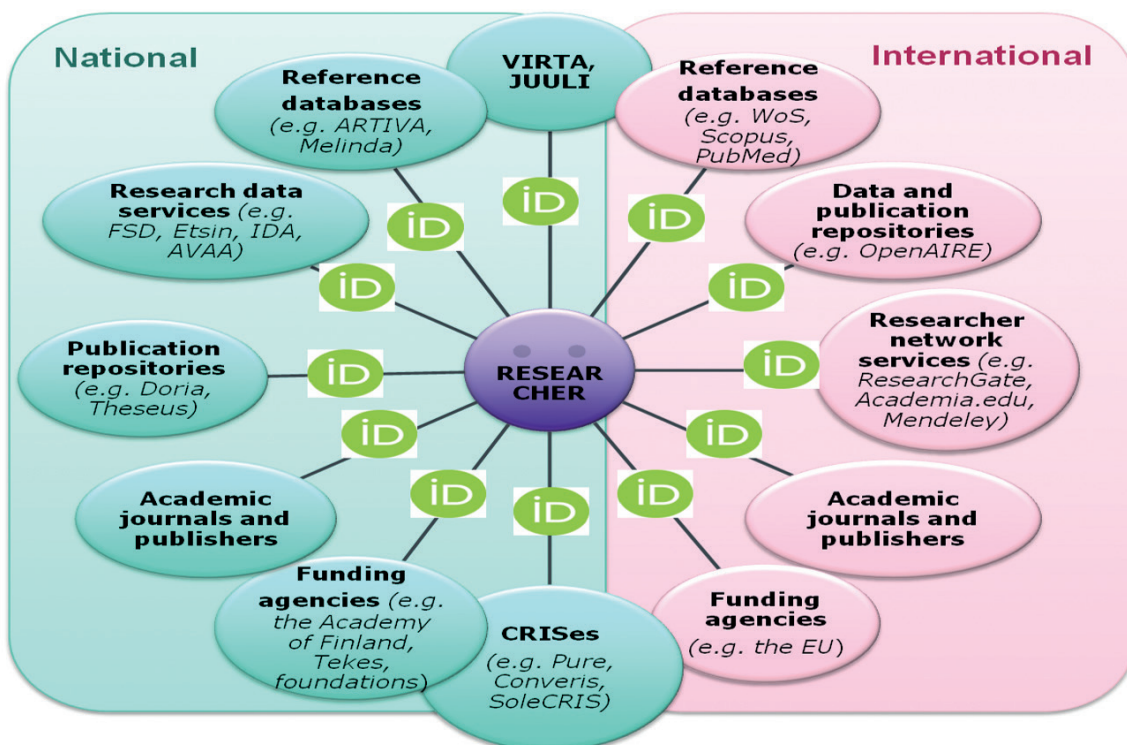 National
International
VIRTA,
JUULI
Reference
databases
(e.g. ARTIVA,
Melinda)
Reference
databases
(e.g. WoS,
Scopus,
PubMed)
Research data
services (e.g.
FSD, Etsin, IDA,
AVAA)
Data and
publication
repositories
(e.g. OpenAIRE)
Publication
repositories
(e.g. Doria,
Theseus)
Researcher
network
services (e.g.
ResearchGate,
Academia.edu,
Mendeley)
RESEAR
CHER
Academic
journals and
publishers
Academic
journals and
publishers
Funding
agencies (e.g.
the Academy
of Finland,
Tekes,
foundations)
CRISes
(e.g. Pure,
Converis,
SoleCRIS)
Funding
agencies
(e.g. the EU)
iD
iD
iD
iD
iD
iD
iD
iD
iD
iD
iD
iD